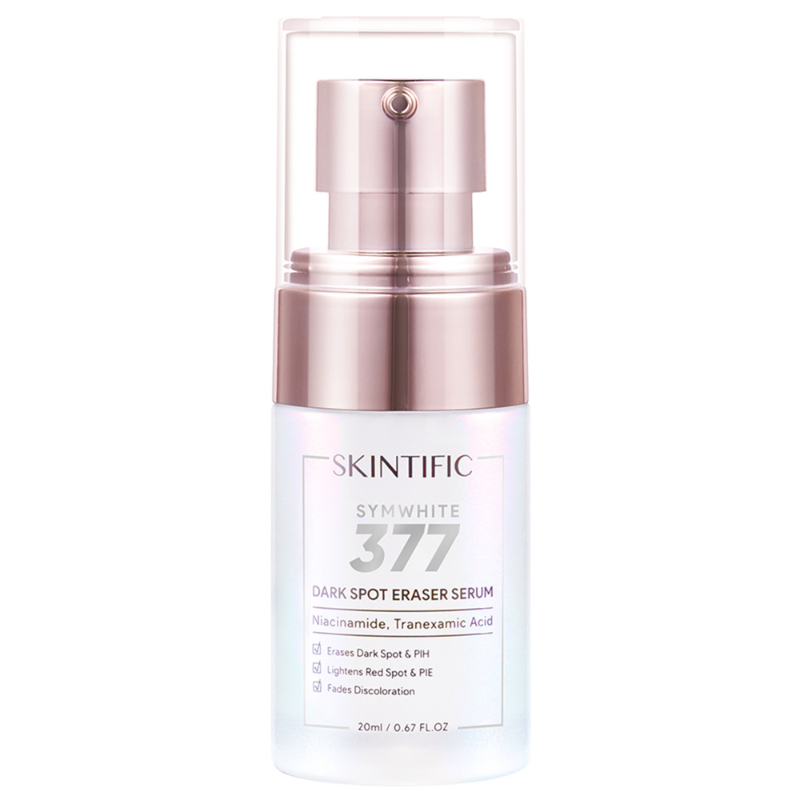 SKINTIFIC
SYMWHITE
377
DARK SPOT ERASER SERUM
Niacinamide, Tranexamic Acid
Erases Dark Spot & PIH
Lightens Red Spot & PIE
Fades Discoloration
20ml / 0.67 FL.OZ